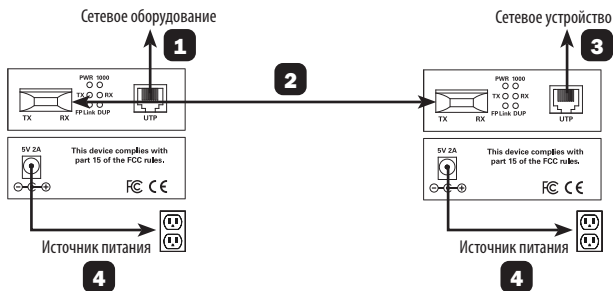 Сетевое оборудование
Сетевое устройство
1
3
2
PWR 1000
TX RX
FP Link DUP
TX RX
UTP
PWR 1000
TX RX
FP Link DUP
TX RX
UTP
5V 2A
This device complies with
part 15 of the FCC rules.
FC CE
5V 2A
This device complies with
part 15 of the FCC rules.
FC CE
Источник питания
Источник питания
4
4